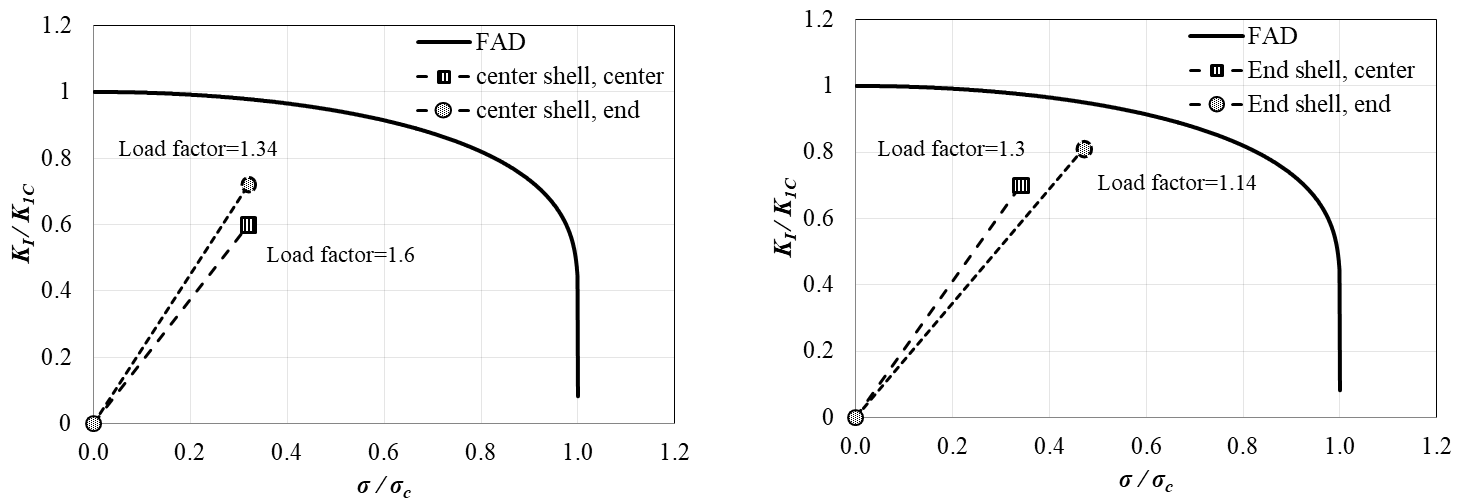 1.2
1
0.8
0.6
0.4
0.2
0
K_I / K_1C
FAD
center shell, center
center shell, end
Load factor=1.34
Load factor=1.6
0.0 0.2 0.4 0.6 0.8 1.0 1.2
σ / σ_c
1.2
1
0.8
0.6
0.4
0.2
0
K_I / K_1C
FAD
End shell, center
End shell, end
Load factor=1.3
Load factor=1.14
0.0 0.2 0.4 0.6 0.8 1.0 1.2
σ / σ_c